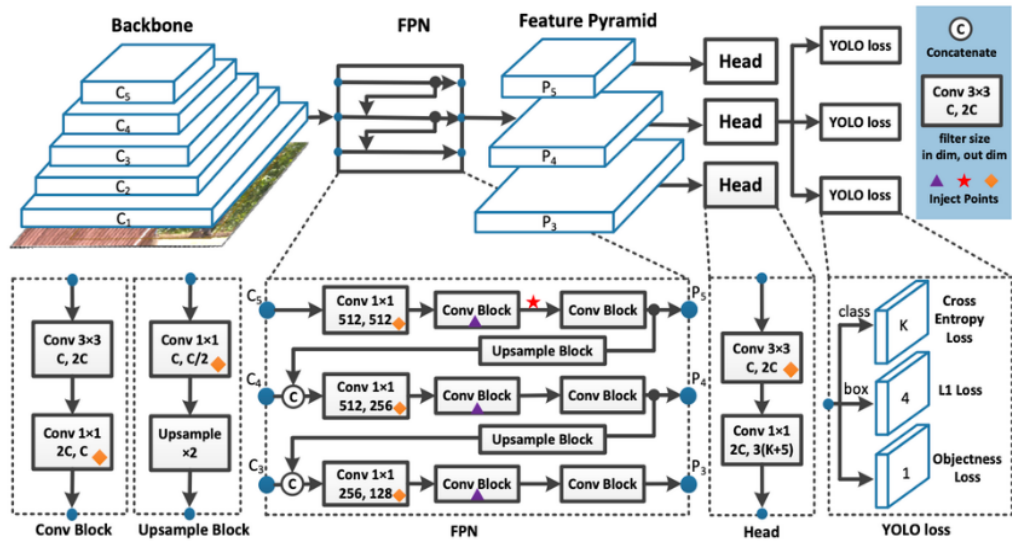 Backbone
FPN
Feature Pyramid
C5
C4
C3
C2
C1
P5
P4
P3
Head
Head
Head
YOLO loss
YOLO loss
YOLO loss
C
Concatenate
Conv 3×3
C, 2C
filter size
in dim, out dim
Inject Points
Conv 3×3
C, 2C
Conv 1×1
2C, C
Conv Block
Conv 1×1
C, C/2
Upsample
×2
Upsample Block
C5
Conv 1×1
512, 512
Conv Block
Conv Block
P5
Upsample Block
C4
C
Conv 1×1
512, 256
Conv Block
Conv Block
P4
Upsample Block
C3
C
Conv 1×1
256, 128
Conv Block
Conv Block
P3
FPN
Conv 3×3
C, 2C
Conv 1×1
2C, 3(K+5)
Head
class
K
Cross
Entropy
Loss
box
4
L1 Loss
1
Objectness
Loss
YOLO loss